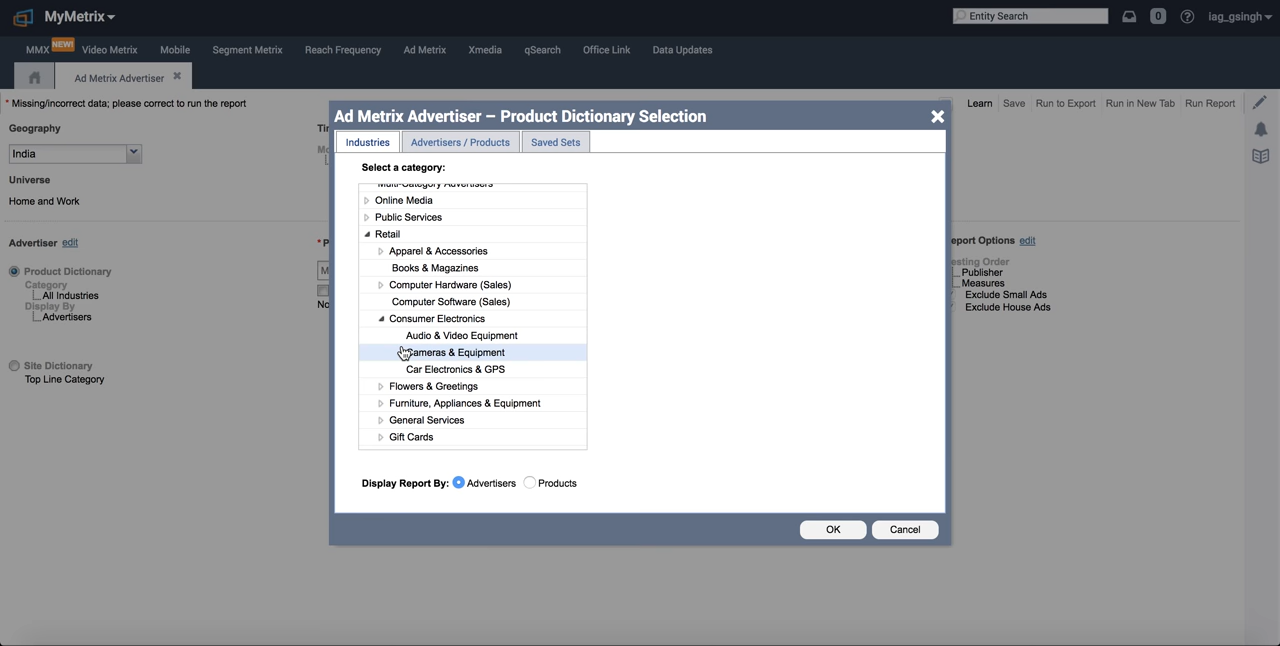 MyMetrix
Entity Search
0
iag_gsingh
MMX NEW! Video Metrix Mobile Segment Metrix Reach Frequency Ad Metrix Xmedia qSearch Office Link Data Updates
Ad Metrix Advertiser
* Missing/incorrect data; please correct to run the report
Learn Save Run to Export Run in New Tab Run Report
Geography
India
Universe
Home and Work
Advertiser edit
Product Dictionary
Category
All Industries
Display By
Advertisers
Site Dictionary
Top Line Category
Ad Metrix Advertiser – Product Dictionary Selection
Industries Advertisers / Products Saved Sets
Select a category:
Multi-Category Advertisers
Online Media
Public Services
Retail
Apparel & Accessories
Books & Magazines
Computer Hardware (Sales)
Computer Software (Sales)
Consumer Electronics
Audio & Video Equipment
Cameras & Equipment
Car Electronics & GPS
Flowers & Greetings
Furniture, Appliances & Equipment
General Services
Gift Cards
Display Report By: Advertisers Products
OK Cancel
eport Options edit
esting Order
Publisher
Measures
Exclude Small Ads
Exclude House Ads